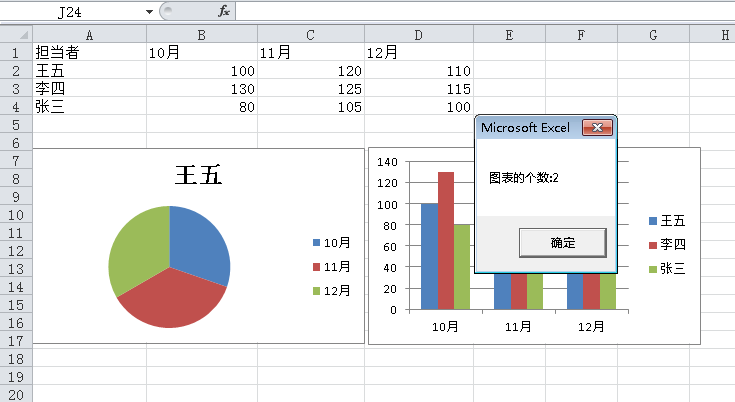 J24 fx
A B C D E F G H
1 担当者 10月 11月 12月
2 王五 100 120 110
3 李四 130 125 115
4 张三 80 105 100
5
6
7
8
9
10
11
12
13
14
15
16
17
18
19
20
王五
10月
11月
12月
140
120
100
80
60
40
20
0
10月 11月 12月
王五
李四
张三
Microsoft Excel
图表的个数:2
确定